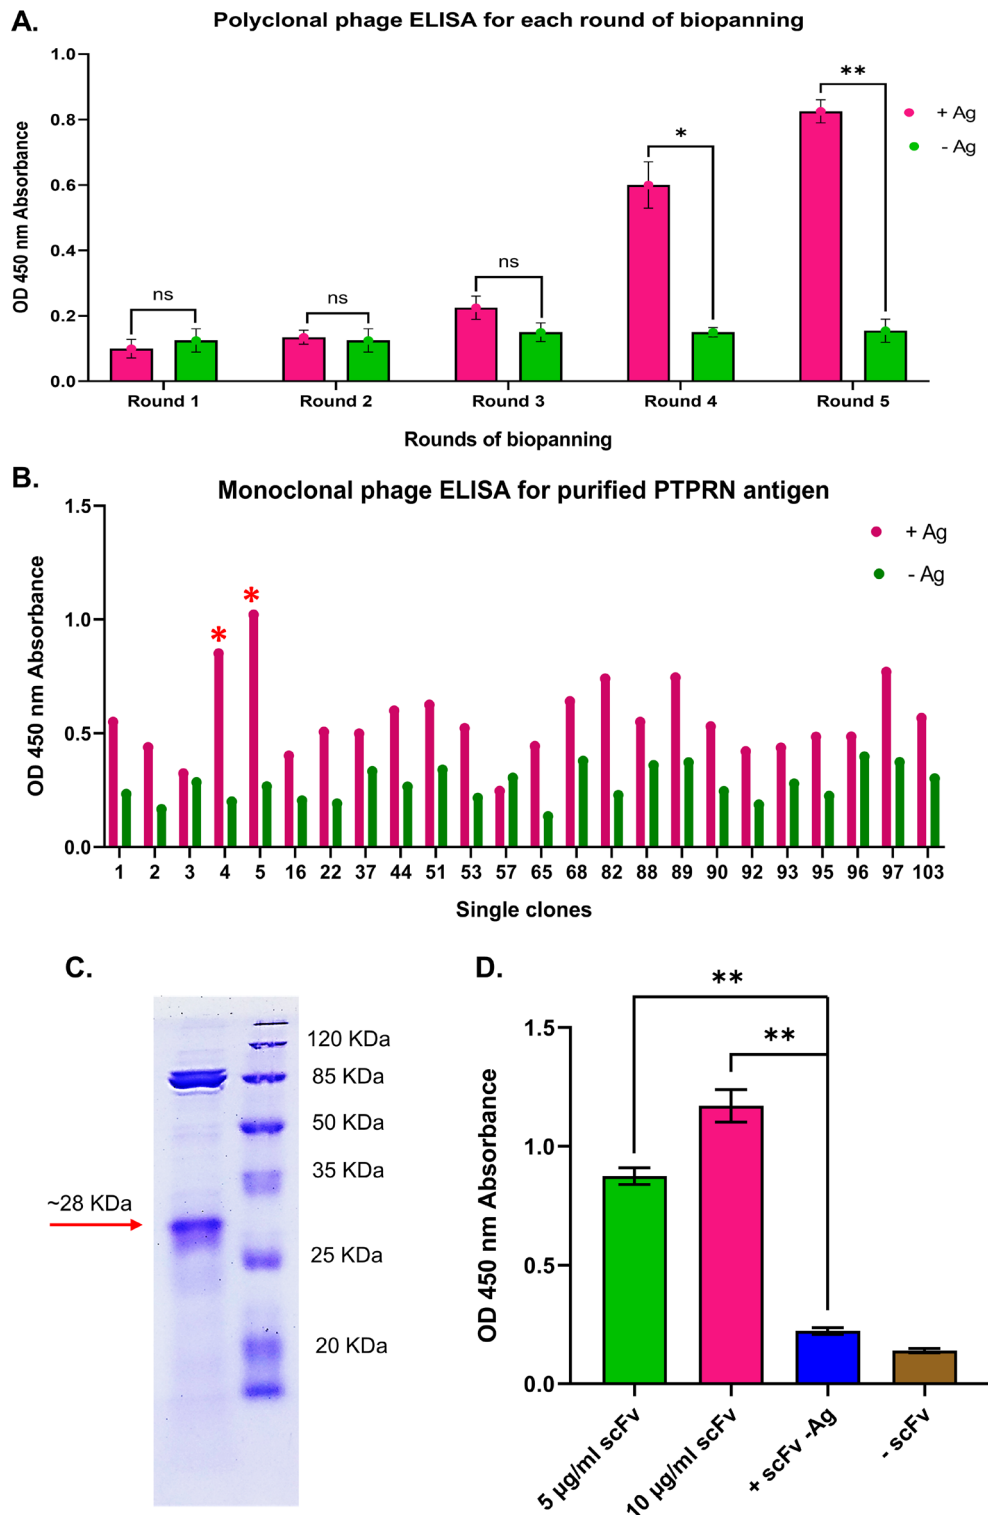 A.
Polyclonal phage ELISA for each round of biopanning
OD 450 nm Absorbance
1.0
0.8
0.6
0.4
0.2
0.0
ns
ns
ns
*
**
+ Ag
- Ag
Round 1
Round 2
Round 3
Round 4
Round 5
Rounds of biopanning
B.
Monoclonal phage ELISA for purified PTPRN antigen
OD 450 nm Absorbance
1.5
1.0
0.5
0.0
*
*
+ Ag
- Ag
1 2 3 4 5 16 22 37 44 51 53 57 65 68 82 88 89 90 92 93 95 96 97 103
Single clones
C.
~28 KDa
120 KDa
85 KDa
50 KDa
35 KDa
25 KDa
20 KDa
D.
**
**
OD 450 nm Absorbance
1.5
1.0
0.5
0.0
5 µg/ml scFv
10 µg/ml scFv
+ scFv -Ag
- scFv